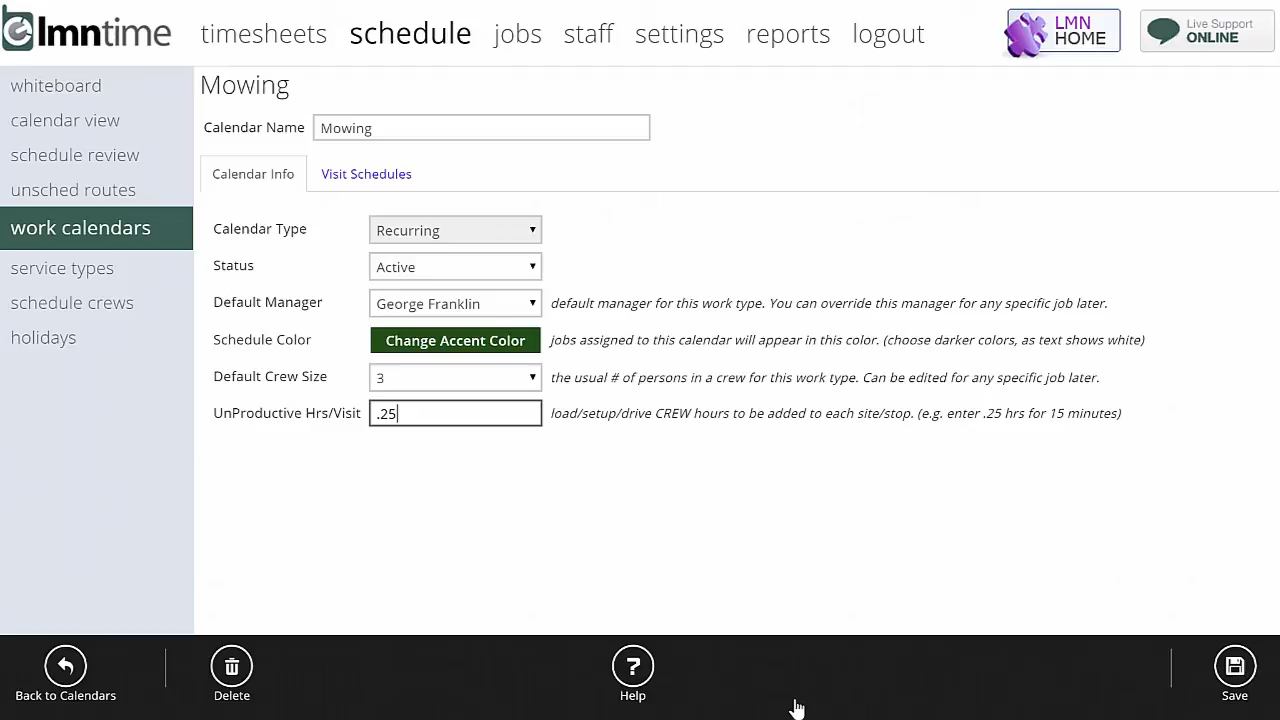 lmntime timesheets schedule jobs staff settings reports logout LMN HOME Live Support ONLINE
whiteboard
calendar view
schedule review
unsched routes
work calendars
service types
schedule crews
holidays
Mowing
Calendar Name Mowing
Calendar Info Visit Schedules
Calendar Type Recurring
Status Active
Default Manager George Franklin default manager for this work type. You can override this manager for any specific job later.
Schedule Color Change Accent Color jobs assigned to this calendar will appear in this color. (choose darker colors, as text shows white)
Default Crew Size 3 the usual # of persons in a crew for this work type. Can be edited for any specific job later.
UnProductive Hrs/Visit .25 load/setup/drive CREW hours to be added to each site/stop. (e.g. enter .25 hrs for 15 minutes)
Back to Calendars Delete Help Save